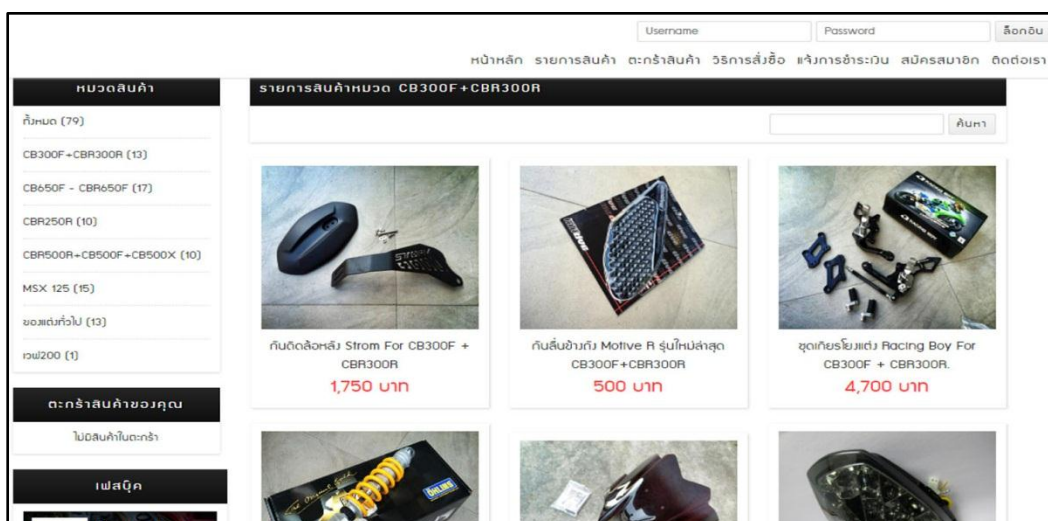 Username
Password
ล็อกอิน
หน้าหลัก รายการสินค้า ตะกร้าสินค้า วิธีการสั่งซื้อ แจ้งการชำระเงิน สมัครสมาชิก ติดต่อเรา
หมวดสินค้า
ทั้งหมด (79)
CB300F+CBR300R (13)
CB650F - CBR650F (17)
CBR250R (10)
CBR500R+CB500F+CB500X (10)
MSX 125 (15)
ของแต่งทั่วไป (13)
เวฟ200 (1)
ตะกร้าสินค้าของคุณ
ไม่มีสินค้าในตะกร้า
เฟสบุ๊ค
รายการสินค้าหมวด CB300F+CBR300R
ค้นหา
กันดีดล้อหลัง Strom For CB300F +
CBR300R
1,750 บาท
กันลื่นข้างถัง Motive R รุ่นใหม่ล่าสุด
CB300F+CBR300R
500 บาท
ชุดเกียร์โยงแต่ง Racing Boy For
CB300F + CBR300R.
4,700 บาท
ÖHLINS